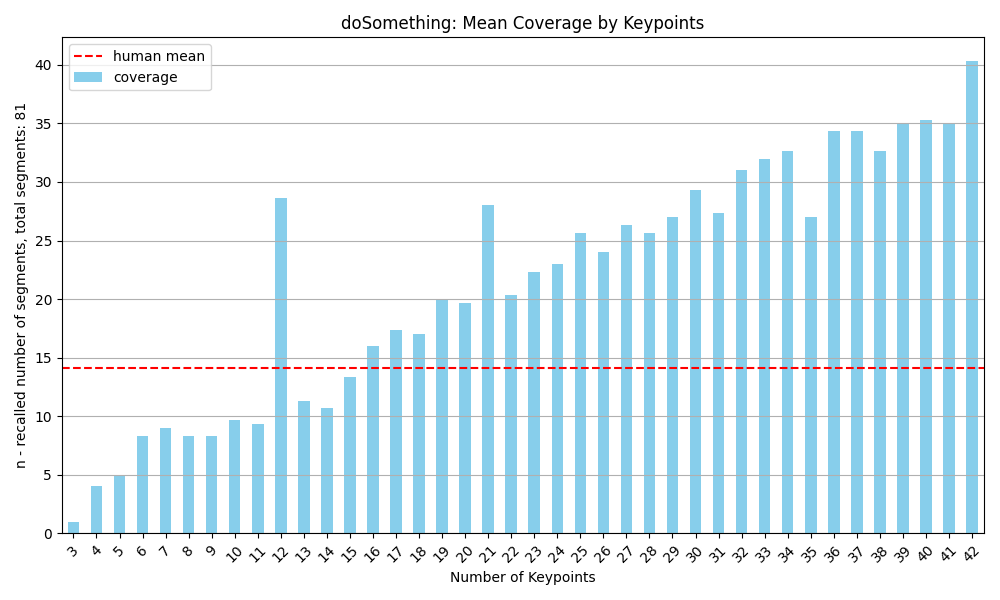 doSomething: Mean Coverage by Keypoints
human mean
coverage
n - recalled number of segments, total segments: 81
40
35
30
25
20
15
10
5
0
3 4 5 6 7 8 9 10 11 12 13 14 15 16 17 18 19 20 21 22 23 24 25 26 27 28 29 30 31 32 33 34 35 36 37 38 39 40 41 42
Number of Keypoints